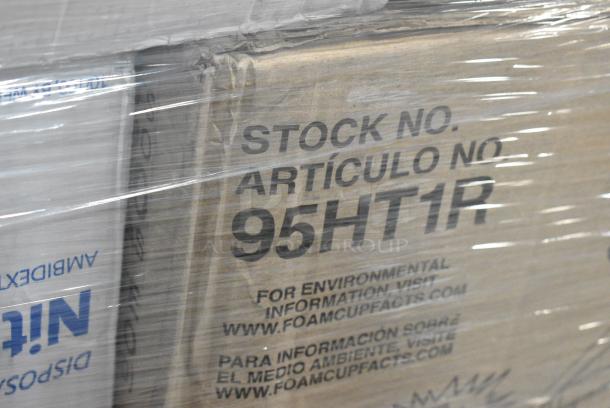 STOCK NO.
ARTÍCULO NO
95HT1R
FOR ENVIRONMENTAL
INFORMATION, VISIT
WWW.FOAMCUPFACTS.COM
PARA INFORMACIÓN SOBRE
EL MEDIO AMBIENTE, VISITE
WWW.FOAMCUPFACTS.COM
AMBIDEXT
Nit
DISPOSA